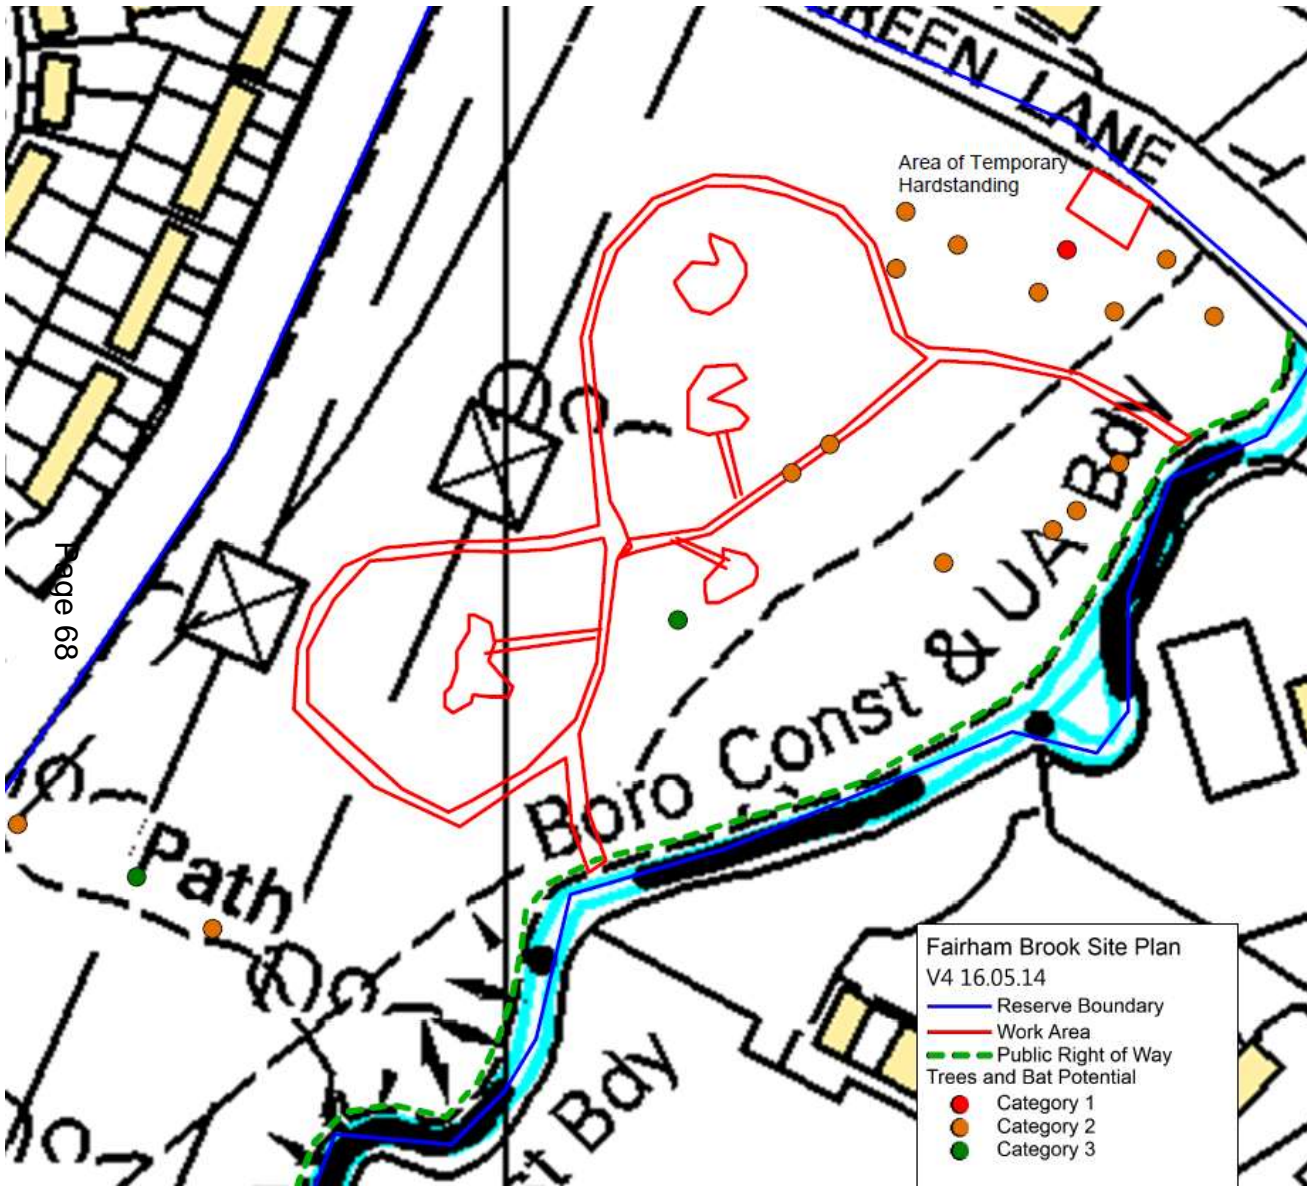 GREEN LANE
Area of Temporary
Hardstanding
Bdy
Boro Const & UA
Page 68
Path
Bdy
Fairham Brook Site Plan
V4 16.05.14
Reserve Boundary
Work Area
Public Right of Way
Trees and Bat Potential
Category 1
Category 2
Category 3